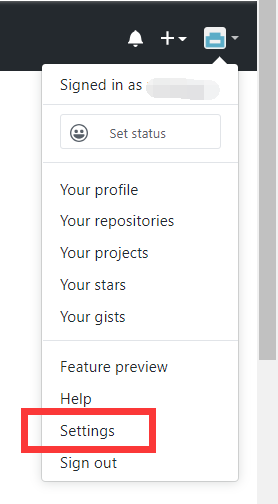 Signed in as
Set status
Your profile
Your repositories
Your projects
Your stars
Your gists
Feature preview
Help
Settings
Sign out